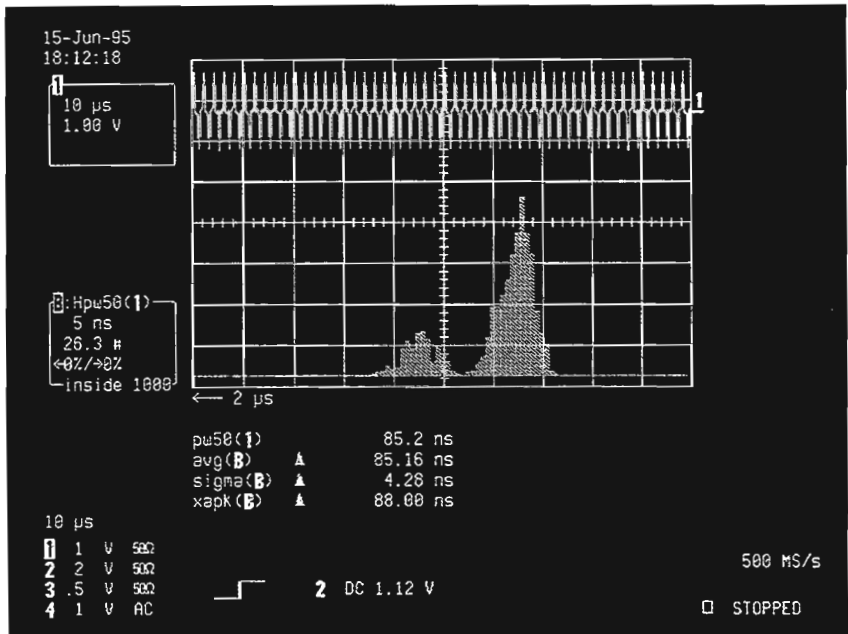 15-Jun-95
18:12:18
1
10 µs
1.00 V
1
B:Hpw50(1)
5 ns
26.3 #
←0%/→0%
inside 1000
← 2 µs
pw50(1) 85.2 ns
avg(B) 85.16 ns
sigma(B) 4.28 ns
xapk(B) 88.00 ns
10 µs
1 1 V 50Ω
2 2 V 50Ω
3 .5 V 50Ω
4 1 V AC
2 DC 1.12 V
500 MS/s
STOPPED